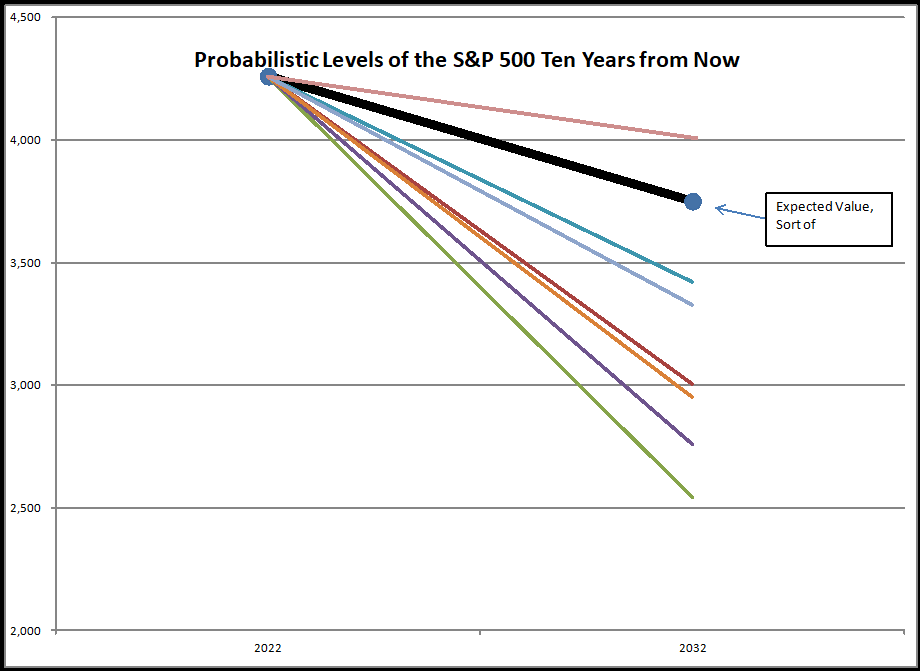 4,500
Probabilistic Levels of the S&P 500 Ten Years from Now
4,000
Expected Value,
Sort of
3,500
3,000
2,500
2,000
2022
2032